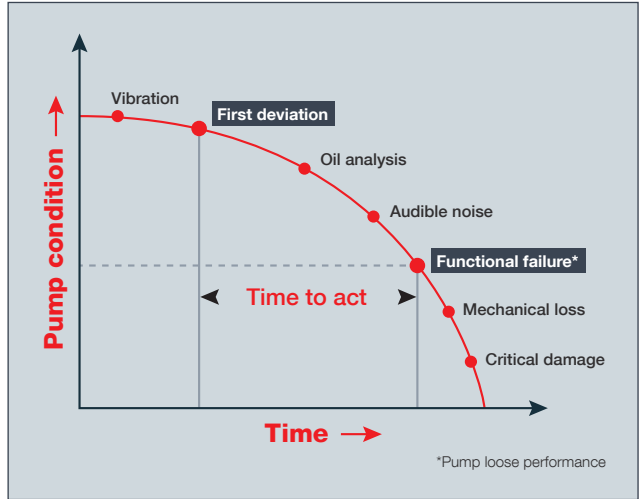 Vibration
First deviation
Oil analysis
Audible noise
Functional failure*
Time to act
Mechanical loss
Critical damage
Pump condition
Time
*Pump loose performance